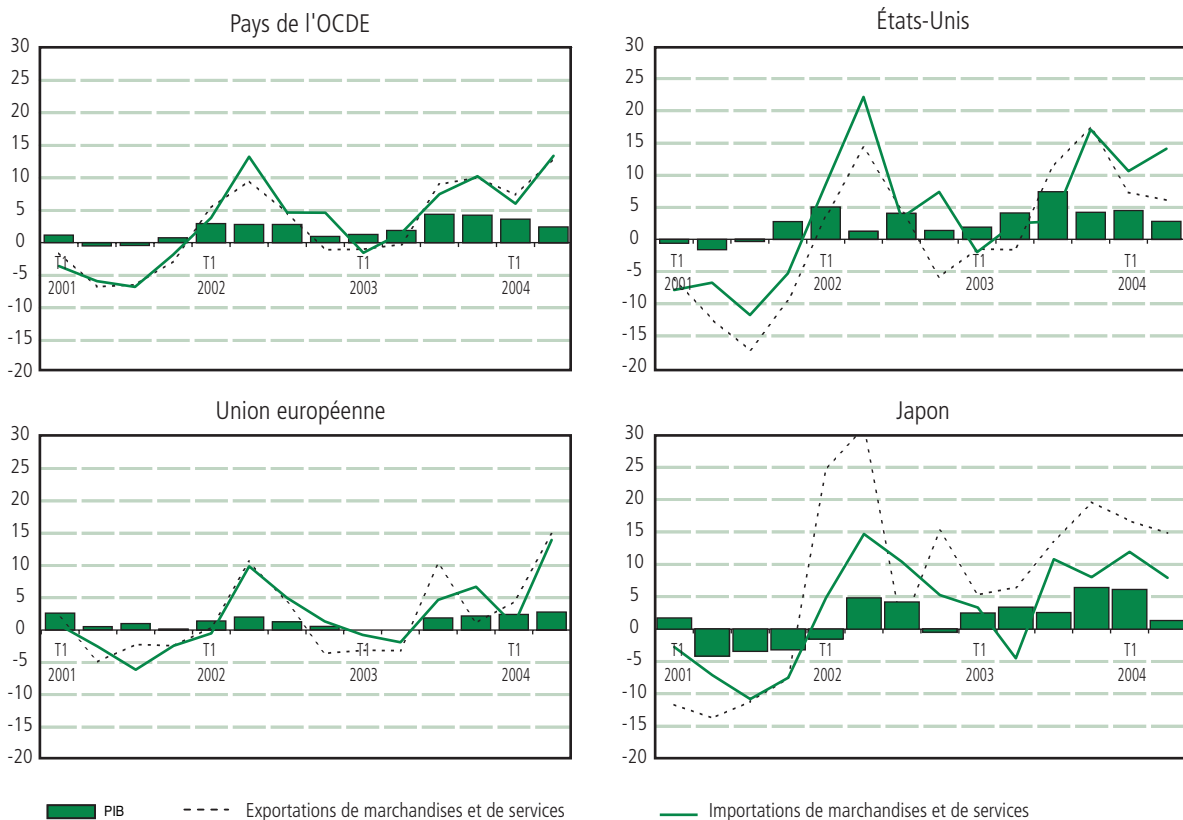 Pays de l'OCDE
30
25
20
15
10
5
0
-5
-10
-15
-20
T1
2001
T1
2002
T1
2003
T1
2004
États-Unis
30
25
20
15
10
5
0
-5
-10
-15
-20
T1
2001
T1
2002
T1
2003
T1
2004
Union européenne
30
25
20
15
10
5
0
-5
-10
-15
-20
T1
2001
T1
2002
T1
2003
T1
2004
Japon
30
25
20
15
10
5
0
-5
-10
-15
-20
T1
2001
T1
2002
T1
2003
T1
2004
PIB
Exportations de marchandises et de services
Importations de marchandises et de services